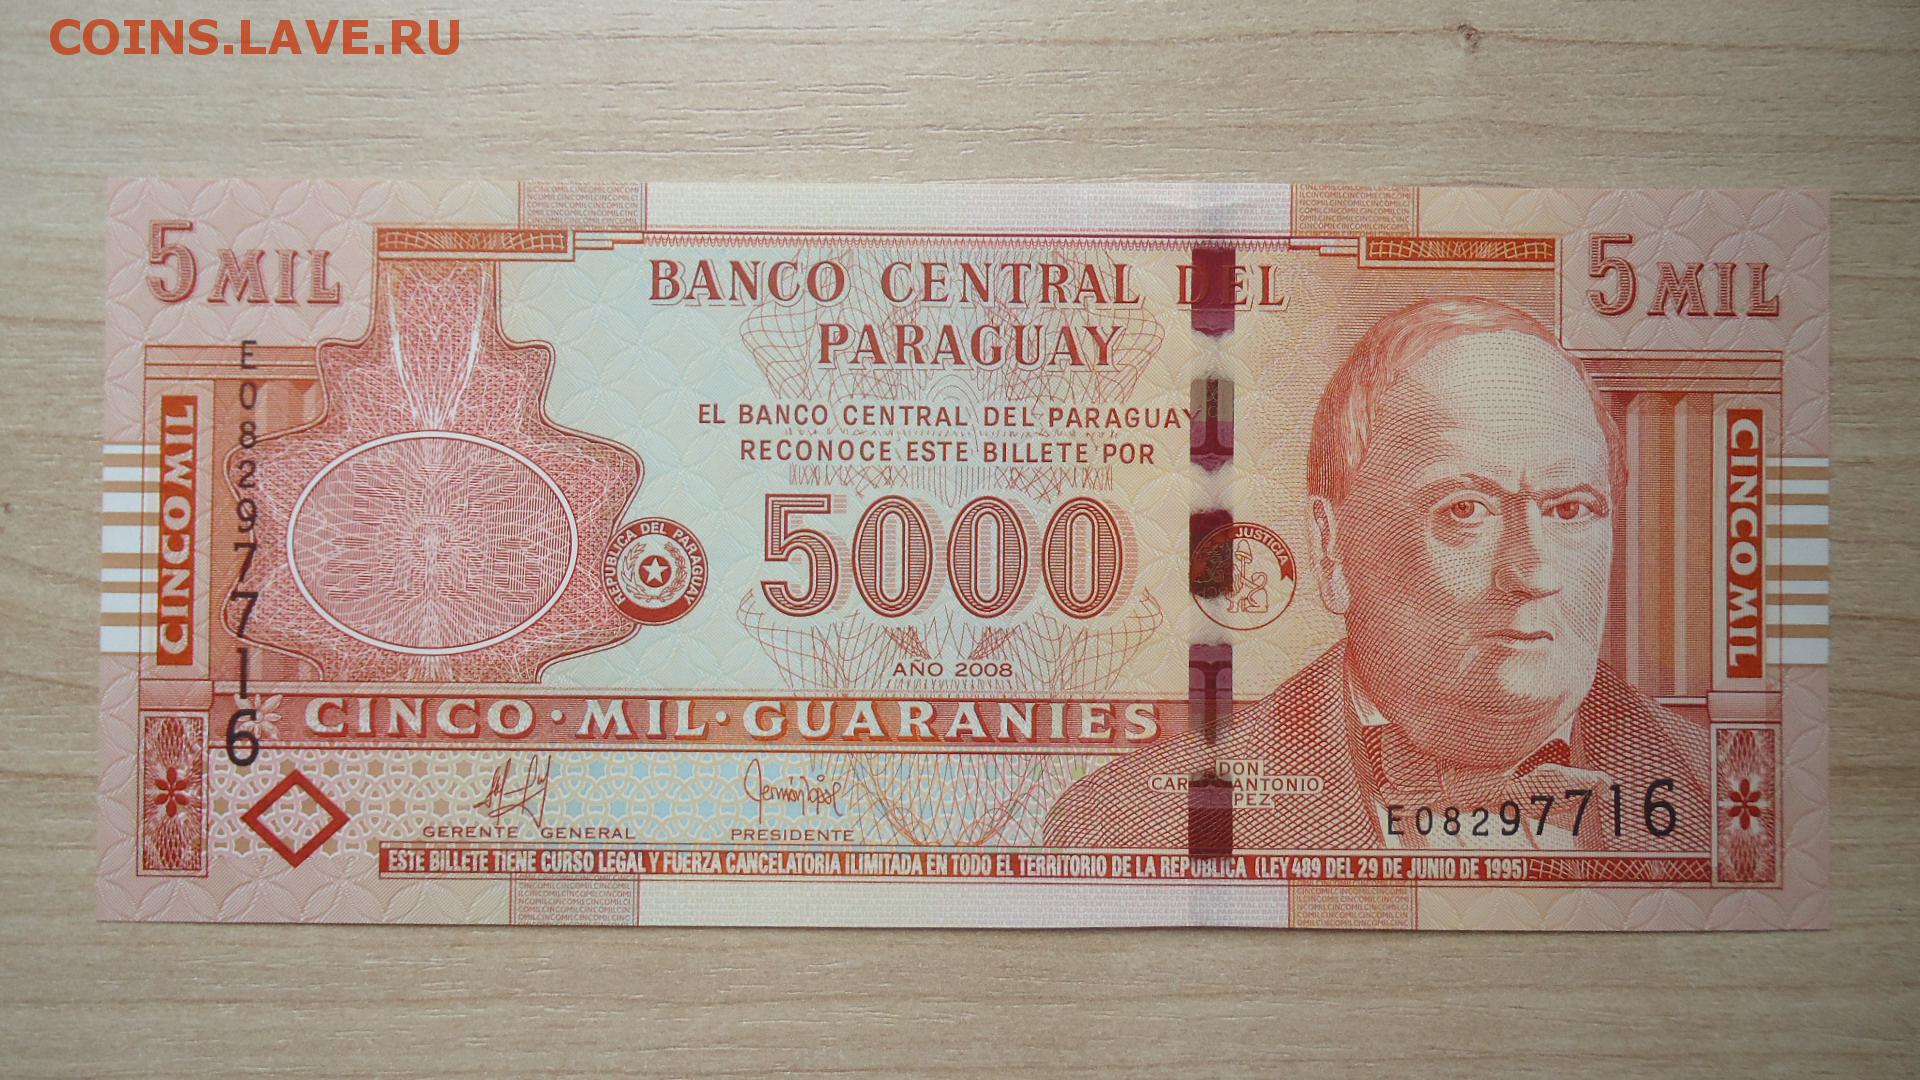 COINS.LAVE.RU
5 MIL
5 MIL
BANCO CENTRAL DEL
PARAGUAY
EL BANCO CENTRAL DEL PARAGUAY
RECONOCE ESTE BILLETE POR
5000
AÑO 2008
CINCO · MIL · GUARANIES
CINCO MIL
CINCO MIL
E08297716
REPUBLICA DEL PARAGUAY
JUSTICIA
GERENTE GENERAL
PRESIDENTE
DON
ANTONIO
E08297716
ESTE BILLETE TIENE CURSO LEGAL Y FUERZA CANCELATORIA ILIMITADA EN TODO EL TERRITORIO DE LA REPUBLICA (LEY 489 DEL 29 DE JUNIO DE 1995)